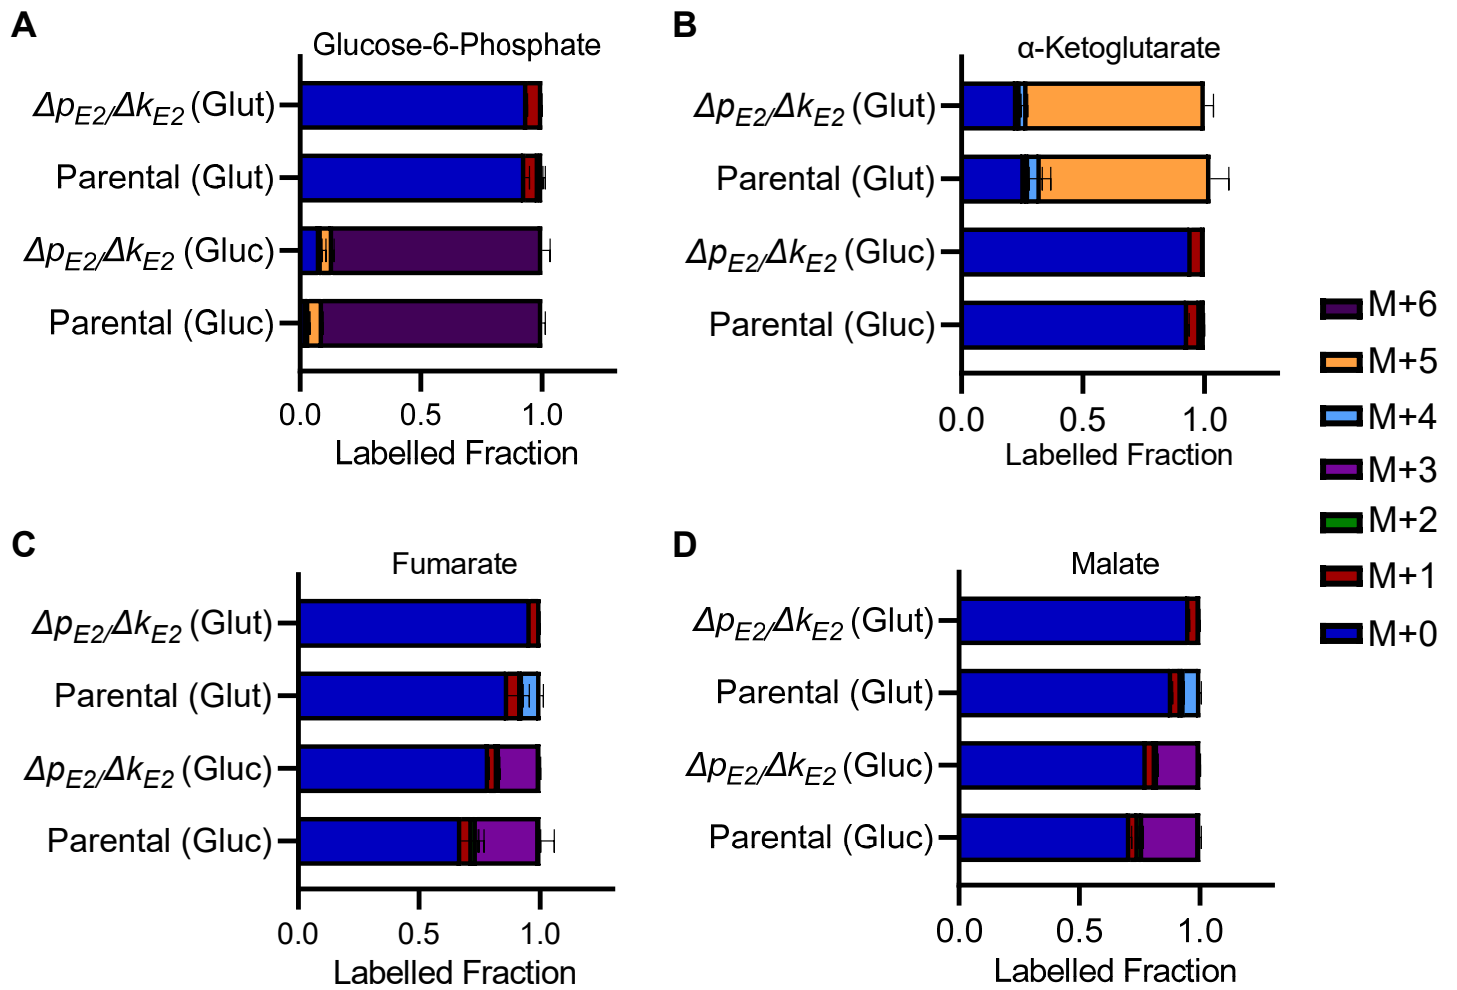 A
Glucose-6-Phosphate
ΔpE2/ΔkE2 (Glut)
Parental (Glut)
ΔpE2/ΔkE2 (Gluc)
Parental (Gluc)
0.0 0.5 1.0
Labelled Fraction
B
α-Ketoglutarate
ΔpE2/ΔkE2 (Glut)
Parental (Glut)
ΔpE2/ΔkE2 (Gluc)
Parental (Gluc)
0.0 0.5 1.0
Labelled Fraction
M+6
M+5
M+4
M+3
M+2
M+1
M+0
C
Fumarate
ΔpE2/ΔkE2 (Glut)
Parental (Glut)
ΔpE2/ΔkE2 (Gluc)
Parental (Gluc)
0.0 0.5 1.0
Labelled Fraction
D
Malate
ΔpE2/ΔkE2 (Glut)
Parental (Glut)
ΔpE2/ΔkE2 (Gluc)
Parental (Gluc)
0.0 0.5 1.0
Labelled Fraction